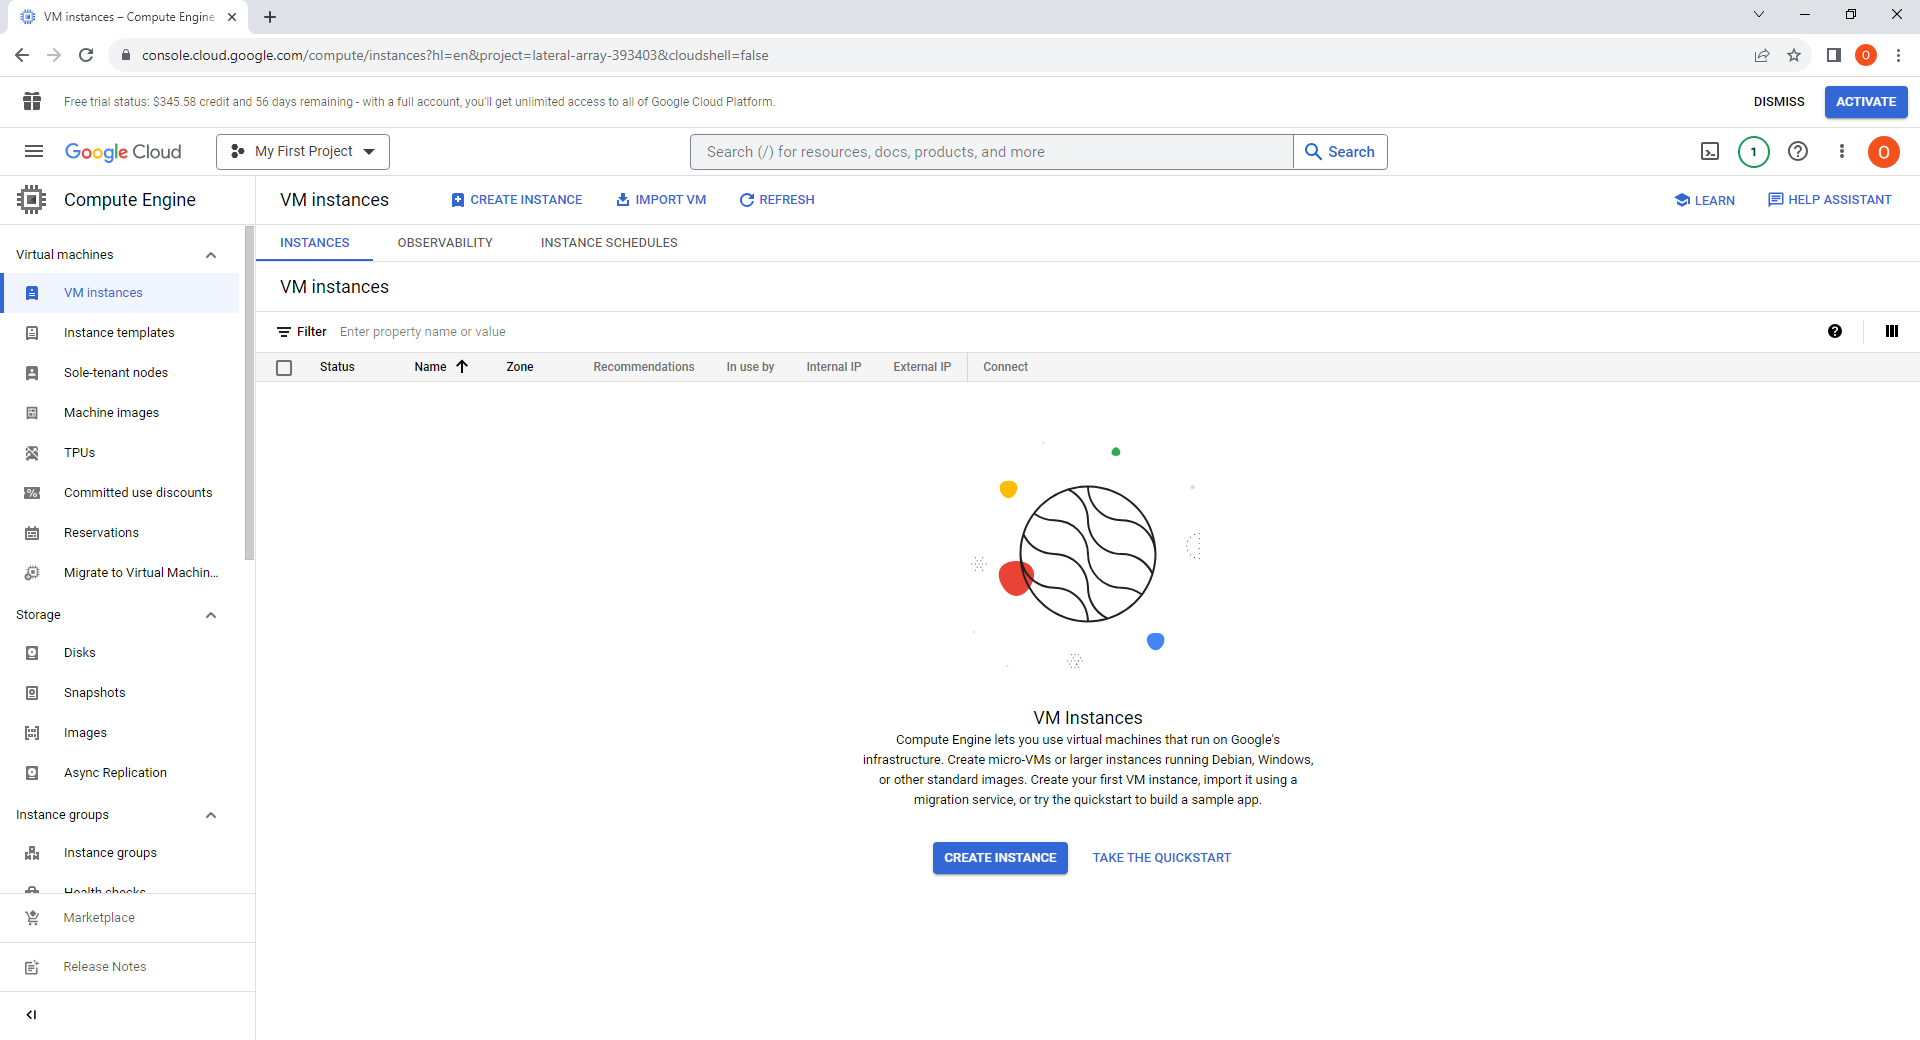 VM instances – Compute Engine
console.cloud.google.com/compute/instances?hl=en&project=lateral-array-393403&cloudshell=false
O
Free trial status: $345.58 credit and 56 days remaining - with a full account, you'll get unlimited access to all of Google Cloud Platform.
DISMISS
ACTIVATE
Google Cloud
My First Project
Search (/) for resources, docs, products, and more
Search
1
O
Compute Engine
VM instances
CREATE INSTANCE
IMPORT VM
REFRESH
LEARN
HELP ASSISTANT
INSTANCES
OBSERVABILITY
INSTANCE SCHEDULES
Virtual machines
VM instances
Instance templates
Sole-tenant nodes
Machine images
TPUs
Committed use discounts
Reservations
Migrate to Virtual Machin...
Storage
Disks
Snapshots
Images
Async Replication
Instance groups
Instance groups
Health checks
Marketplace
Release Notes
VM instances
Filter
Enter property name or value
Status
Name
Zone
Recommendations
In use by
Internal IP
External IP
Connect
VM Instances
Compute Engine lets you use virtual machines that run on Google's
infrastructure. Create micro-VMs or larger instances running Debian, Windows,
or other standard images. Create your first VM instance, import it using a
migration service, or try the quickstart to build a sample app.
CREATE INSTANCE
TAKE THE QUICKSTART